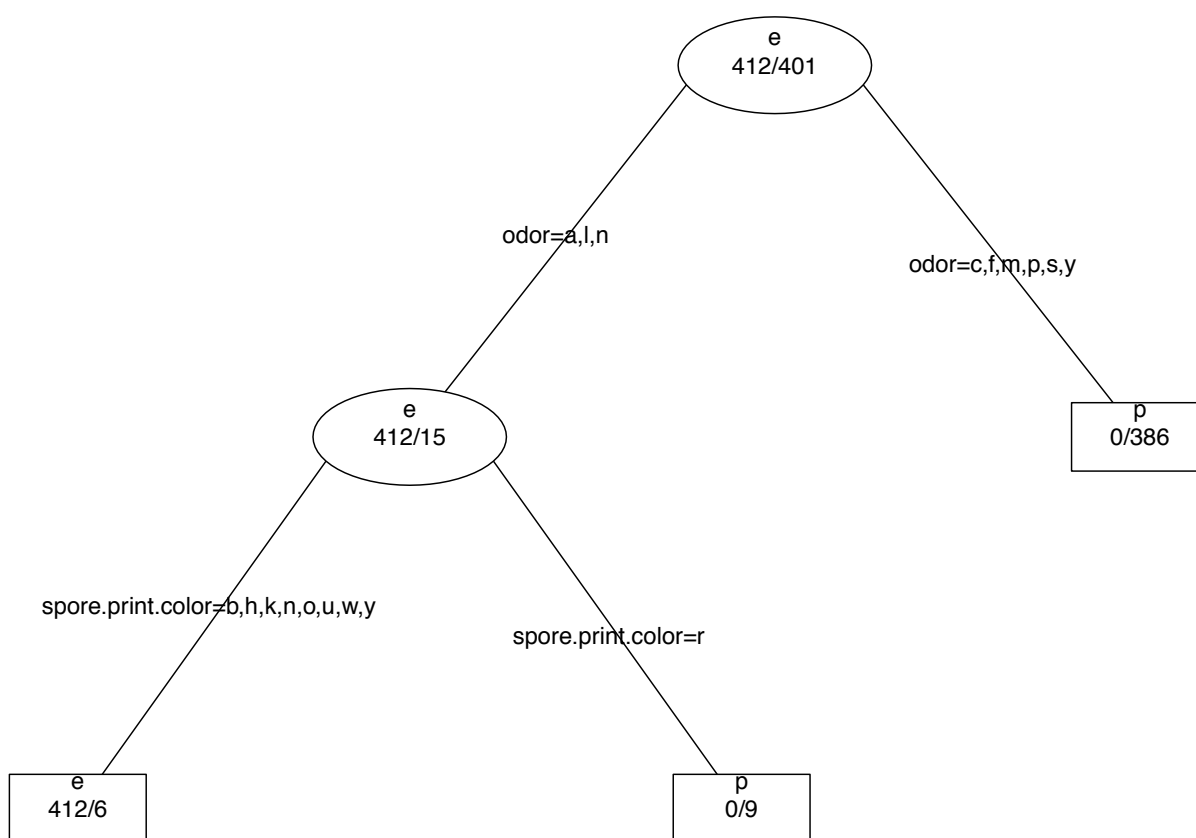 e
412/401
odor=a,l,n
odor=c,f,m,p,s,y
e
412/15
p
0/386
spore.print.color=b,h,k,n,o,u,w,y
spore.print.color=r
e
412/6
p
0/9